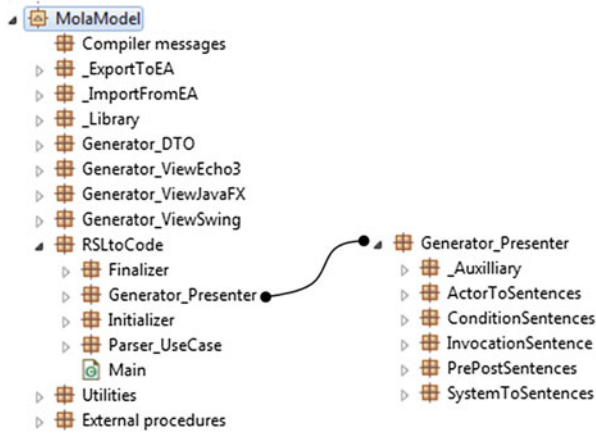 MolaModel
Compiler messages
_ExportToEA
_ImportFromEA
_Library
Generator_DTO
Generator_ViewEcho3
Generator_ViewJavaFX
Generator_ViewSwing
RSLtoCode
Finalizer
Generator_Presenter
Initializer
Parser_UseCase
Main
Utilities
External procedures
Generator_Presenter
_Auxilliary
ActorToSentences
ConditionSentences
InvocationSentence
PrePostSentences
SystemToSentences